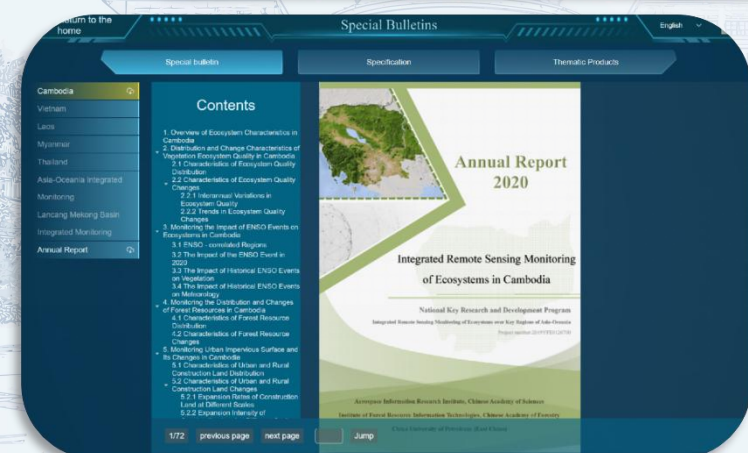 turn to the
home
Special Bulletins
English
Special bulletin
Specification
Thematic Products
Cambodia
Vietnam
Laos
Myanmar
Thailand
Asia-Oceania Integrated
Monitoring
Lancang Mekong Basin
Integrated Monitoring
Annual Report
Contents
1. Overview of Ecosystem Characteristics in
Cambodia
2. Distribution and Change Characteristics of
Vegetation Ecosystem Quality in Cambodia
2.1 Characteristics of Ecosystem Quality
Distribution
2.2 Characteristics of Ecosystem Quality
Changes
2.2.1 Interannual Variations in
Ecosystem Quality
2.2.2 Trends in Ecosystem Quality
Changes
3. Monitoring the Impact of ENSO Events on
Ecosystems in Cambodia
3.1 ENSO - correlated Regions
3.2 The Impact of the ENSO Event in
2020
3.3 The Impact of Historical ENSO Events
on Vegetation
3.4 The Impact of Historical ENSO Events
on Meteorology
4. Monitoring the Distribution and Changes
of Forest Resources in Cambodia
4.1 Characteristics of Forest Resource
Distribution
4.2 Characteristics of Forest Resource
Changes
5. Monitoring Urban Impervious Surface and
Its Changes in Cambodia
5.1 Characteristics of Urban and Rural
Construction Land Distribution
5.2 Characteristics of Urban and Rural
Construction Land Changes
5.2.1 Expansion Rates of Construction
Land at Different Scales
5.2.2 Expansion Intensity of
Annual Report
2020
Integrated Remote Sensing Monitoring
of Ecosystems in Cambodia
National Key Research and Development Program
Integrated Remote Sensing Monitoring of Ecosystems over Key Regions of Asia-Oceania
Project number
Aerospace Information Research Institute, Chinese Academy of Sciences
Institute of Forest Resource Information Techniques, Chinese Academy of Forestry
China University of Petroleum (East China)
1/72
previous page
next page
Jump